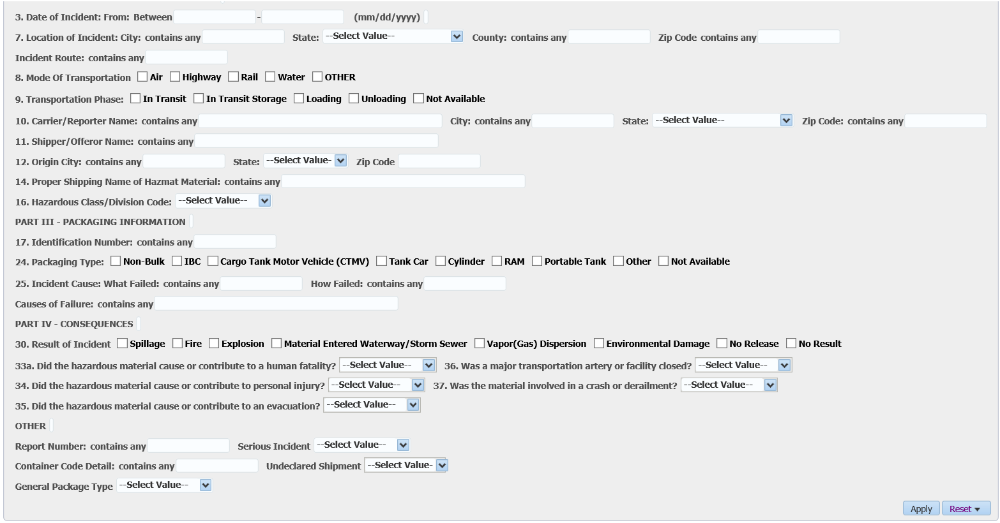 3. Date of Incident: From: Between - (mm/dd/yyyy)
7. Location of Incident: City: contains any State: --Select Value-- County: contains any Zip Code contains any
Incident Route: contains any
8. Mode Of Transportation Air Highway Rail Water OTHER
9. Transportation Phase: In Transit In Transit Storage Loading Unloading Not Available
10. Carrier/Reporter Name: contains any City: contains any State: --Select Value-- Zip Code: contains any
11. Shipper/Offeror Name: contains any
12. Origin City: contains any State: --Select Value- Zip Code
14. Proper Shipping Name of Hazmat Material: contains any
16. Hazardous Class/Division Code: --Select Value--
PART III - PACKAGING INFORMATION
17. Identification Number: contains any
24. Packaging Type: Non-Bulk IBC Cargo Tank Motor Vehicle (CTMV) Tank Car Cylinder RAM Portable Tank Other Not Available
25. Incident Cause: What Failed: contains any How Failed: contains any
Causes of Failure: contains any
PART IV - CONSEQUENCES
30. Result of Incident Spillage Fire Explosion Material Entered Waterway/Storm Sewer Vapor(Gas) Dispersion Environmental Damage No Release No Result
33a. Did the hazardous material cause or contribute to a human fatality? --Select Value-- 36. Was a major transportation artery or facility closed? --Select Value--
34. Did the hazardous material cause or contribute to personal injury? --Select Value-- 37. Was the material involved in a crash or derailment? --Select Value--
35. Did the hazardous material cause or contribute to an evacuation? --Select Value--
OTHER
Report Number: contains any Serious Incident --Select Value--
Container Code Detail: contains any Undeclared Shipment --Select Value-
General Package Type --Select Value--
Apply Reset